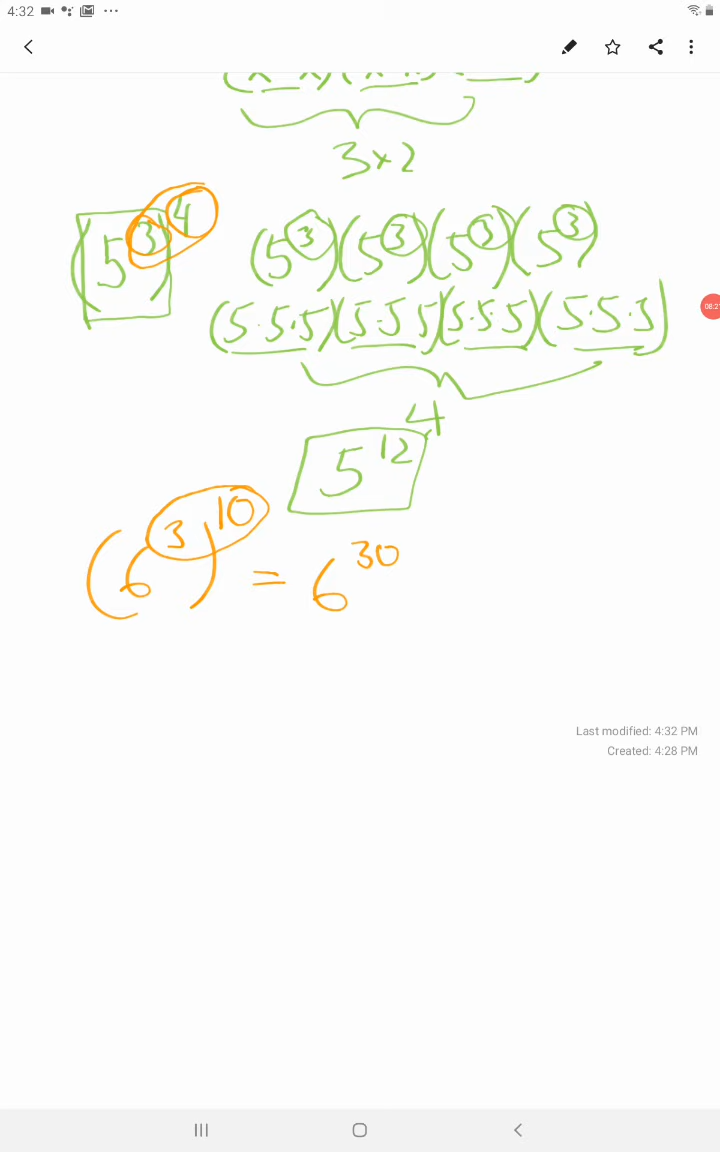 4:32
3×2
(5³)⁴ (5³)(5³)(5³)(5³)
(5·5·5)(5·5 5)(5·5·5)(5·5·5)
4
5¹²
(6³)¹⁰ = 6³⁰
Last modified: 4:32 PM
Created: 4:28 PM